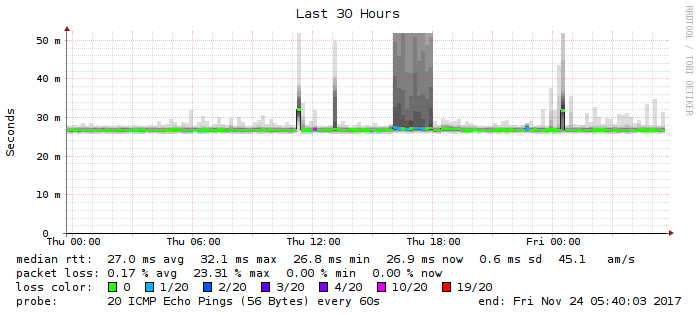 Last 30 Hours
RRDTOOL / TOBI OETIKER
Seconds
50 m
40 m
30 m
20 m
10 m
0
Thu 00:00 Thu 06:00 Thu 12:00 Thu 18:00 Fri 00:00
median rtt: 27.0 ms avg 32.1 ms max 26.8 ms min 26.9 ms now 0.6 ms sd 45.1 am/s
packet loss: 0.17 % avg 23.31 % max 0.00 % min 0.00 % now
loss color: 0 1/20 2/20 3/20 4/20 10/20 19/20
probe: 20 ICMP Echo Pings (56 Bytes) every 60s end: Fri Nov 24 05:40:03 2017